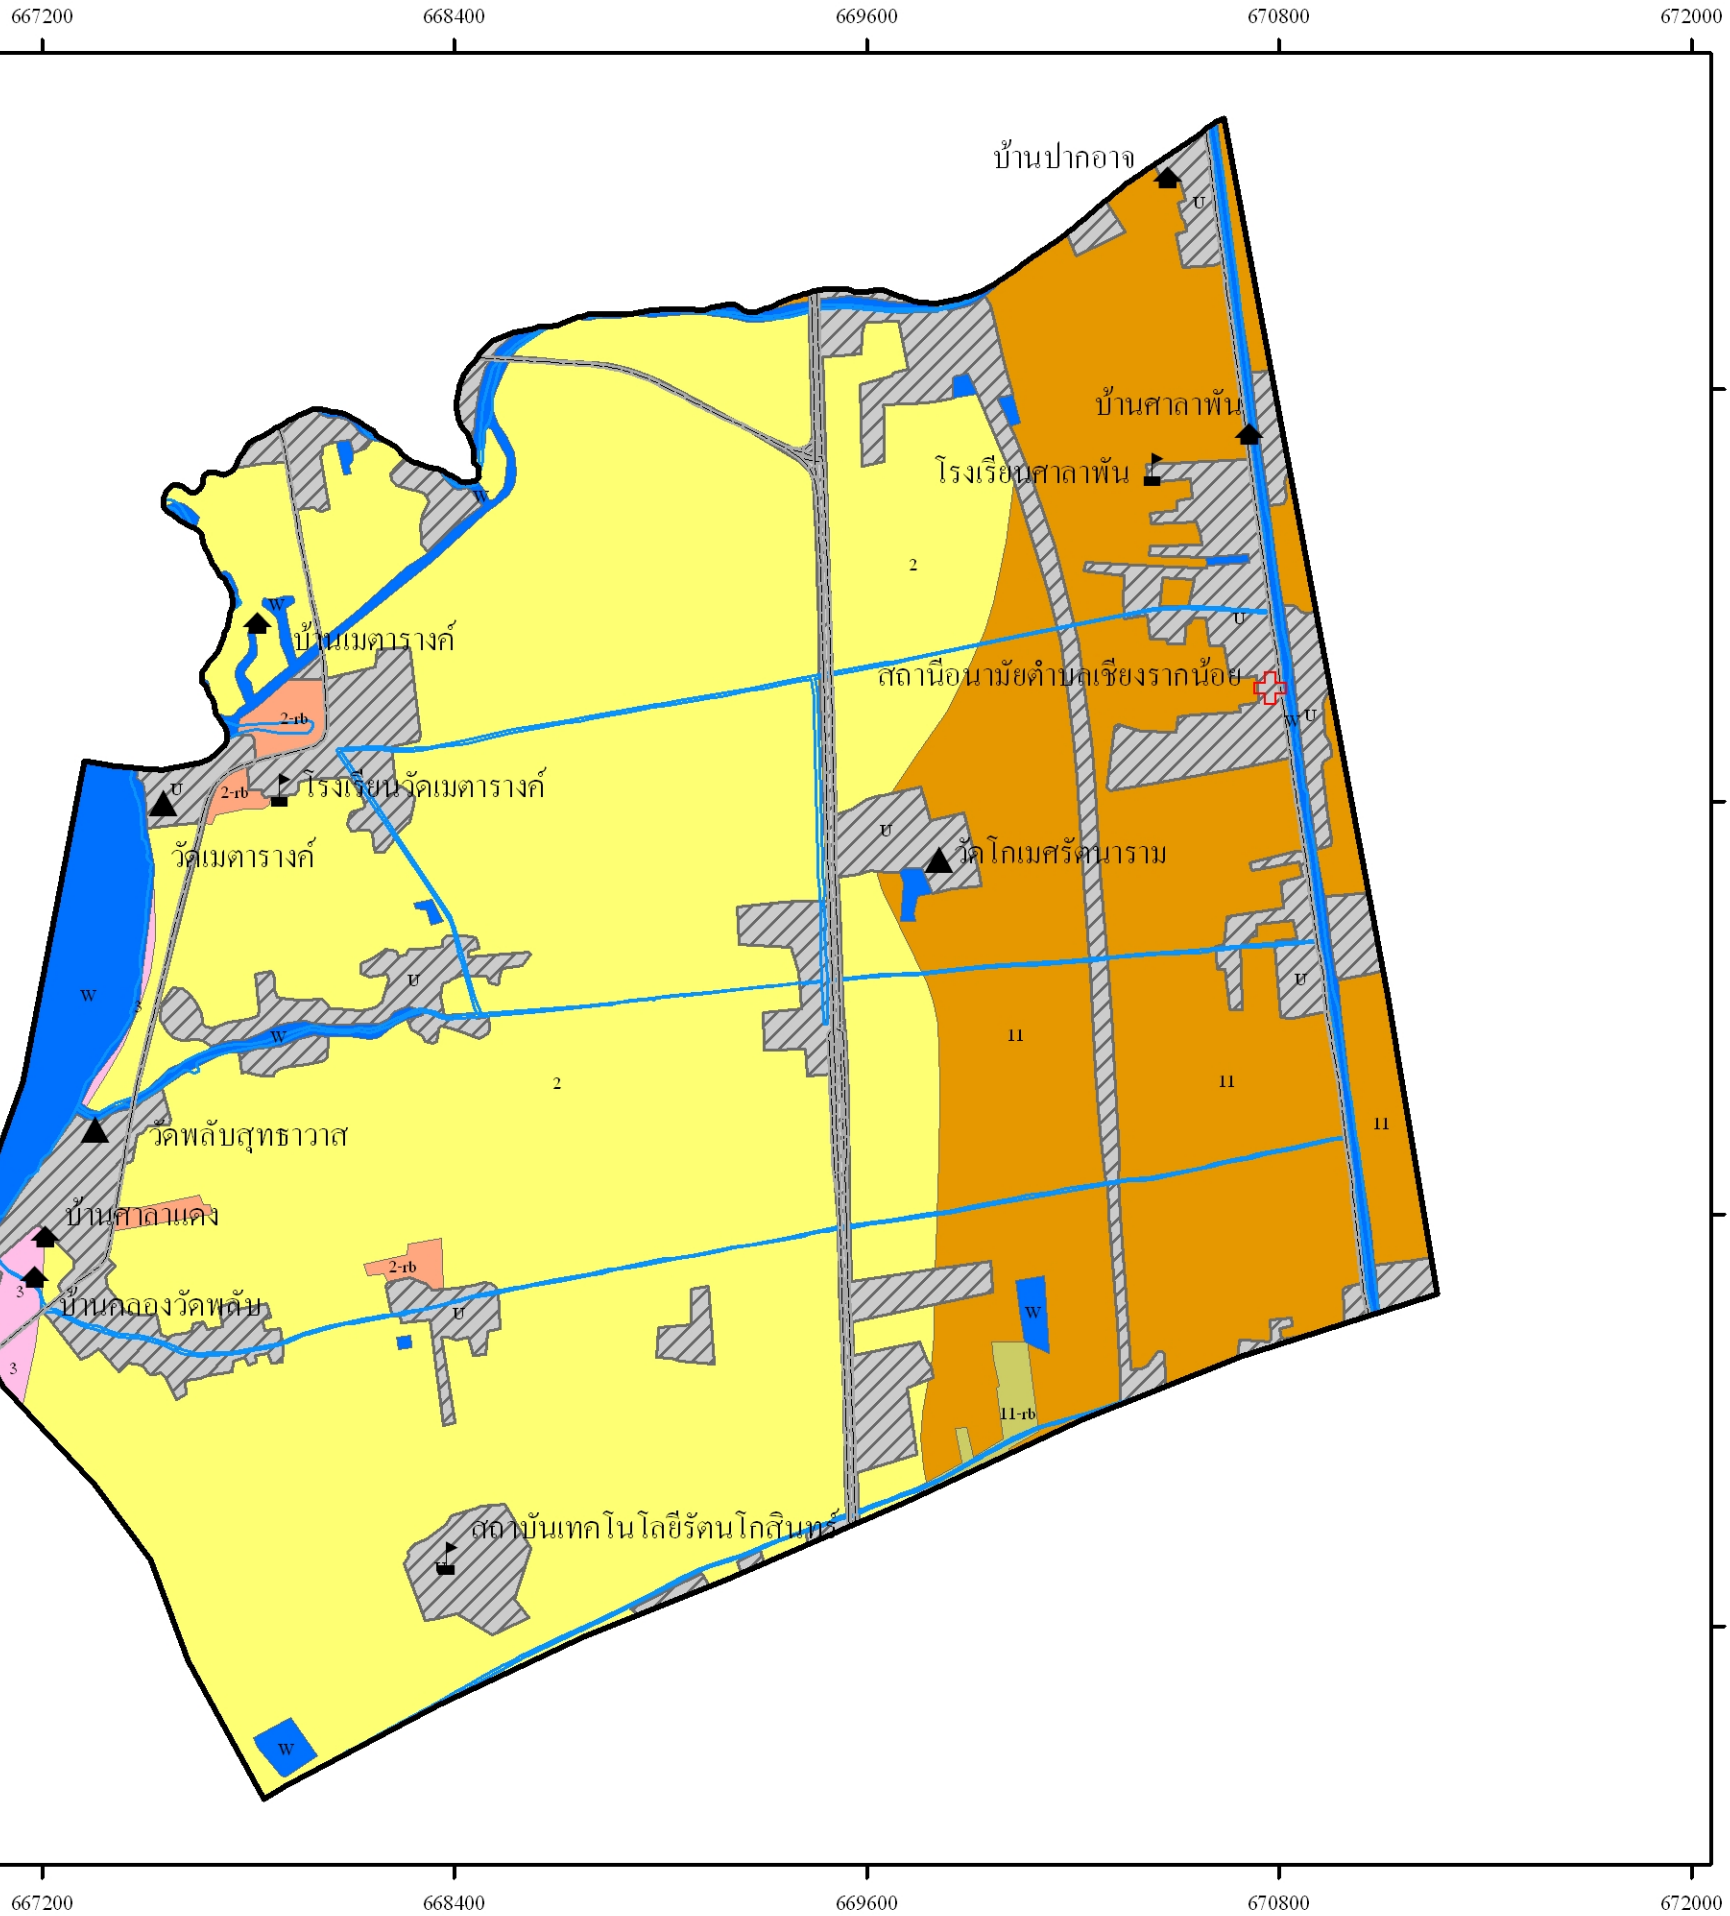 667200 668400 669600 670800 672000
บ้านปากอาจ
U
บ้านศาลาพัน
โรงเรียนศาลาพัน
W
2
W
U
บ้านเมตารางค์
สถานีอนามัยตำบลเชียงรากน้อย
2-rb
W U
2-rb
โรงเรียนวัดเมตารางค์
U
U
วัดเมตารางค์
วัดโกเมศรัตนาราม
U
U
W
3
W
11
2
11
11
วัดพลับสุทธาวาส
บ้านศาลาแดง
2-rb
3
บ้านคลองวัดพลับ
U
W
3
11-rb
สถาบันเทคโนโลยีรัตนโกสินทร์
U
W
667200 668400 669600 670800 672000